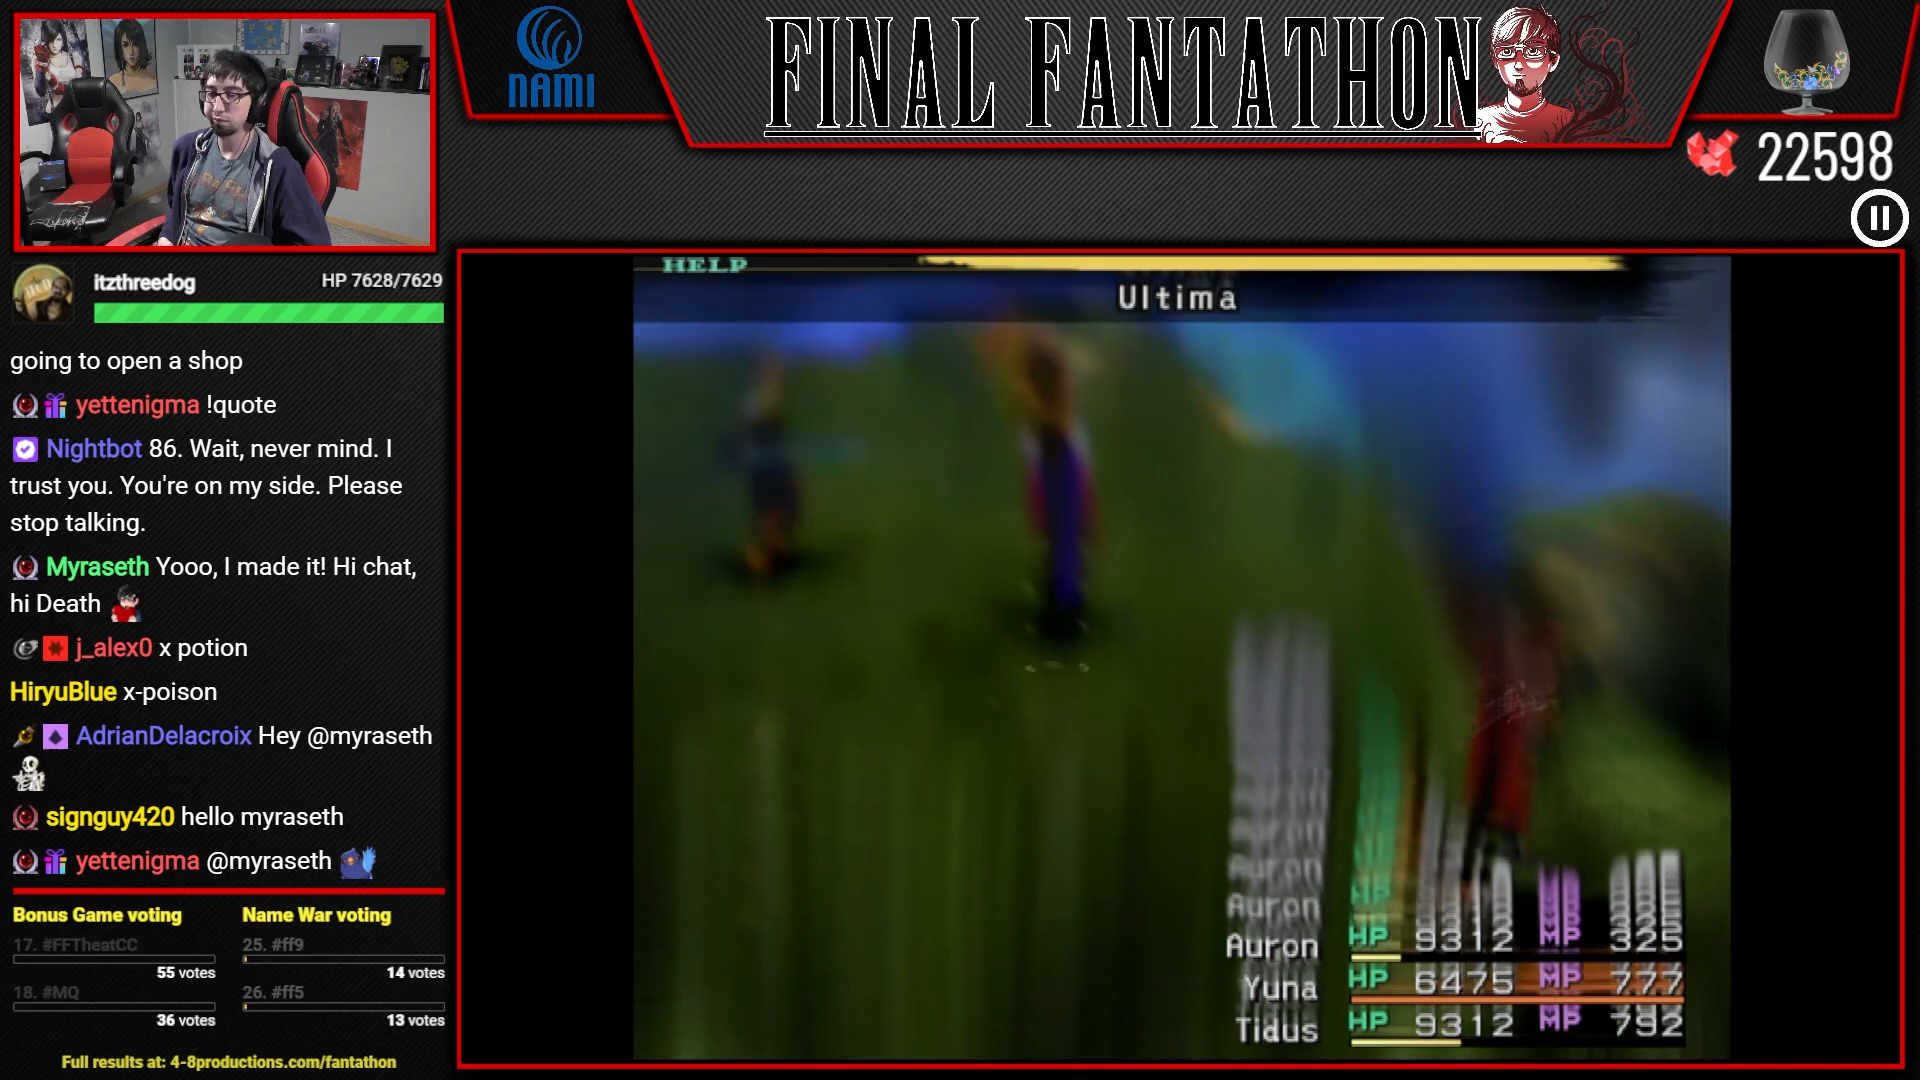 NAMI
FINAL FANTATHON
22598
itzthreedog
HP 7628/7629
going to open a shop
yettenigma !quote
Nightbot 86. Wait, never mind. I
trust you. You're on my side. Please
stop talking.
Myraseth Yooo, I made it! Hi chat,
hi Death
j_alex0 x potion
HiryuBlue x-poison
AdrianDelacroix Hey @myraseth
signguy420 hello myraseth
yettenigma @myraseth
Bonus Game voting
17. #FFTheatCC
55 votes
18. #MQ
36 votes
Name War voting
25. #ff9
14 votes
26. #ff5
13 votes
Full results at: 4-8productions.com/fantathon
HELP
Ultima
Auron
Auron
Auron
Auron HP 9312 MP 325
Yuna HP 6475 MP 777
Tidus HP 9312 MP 792